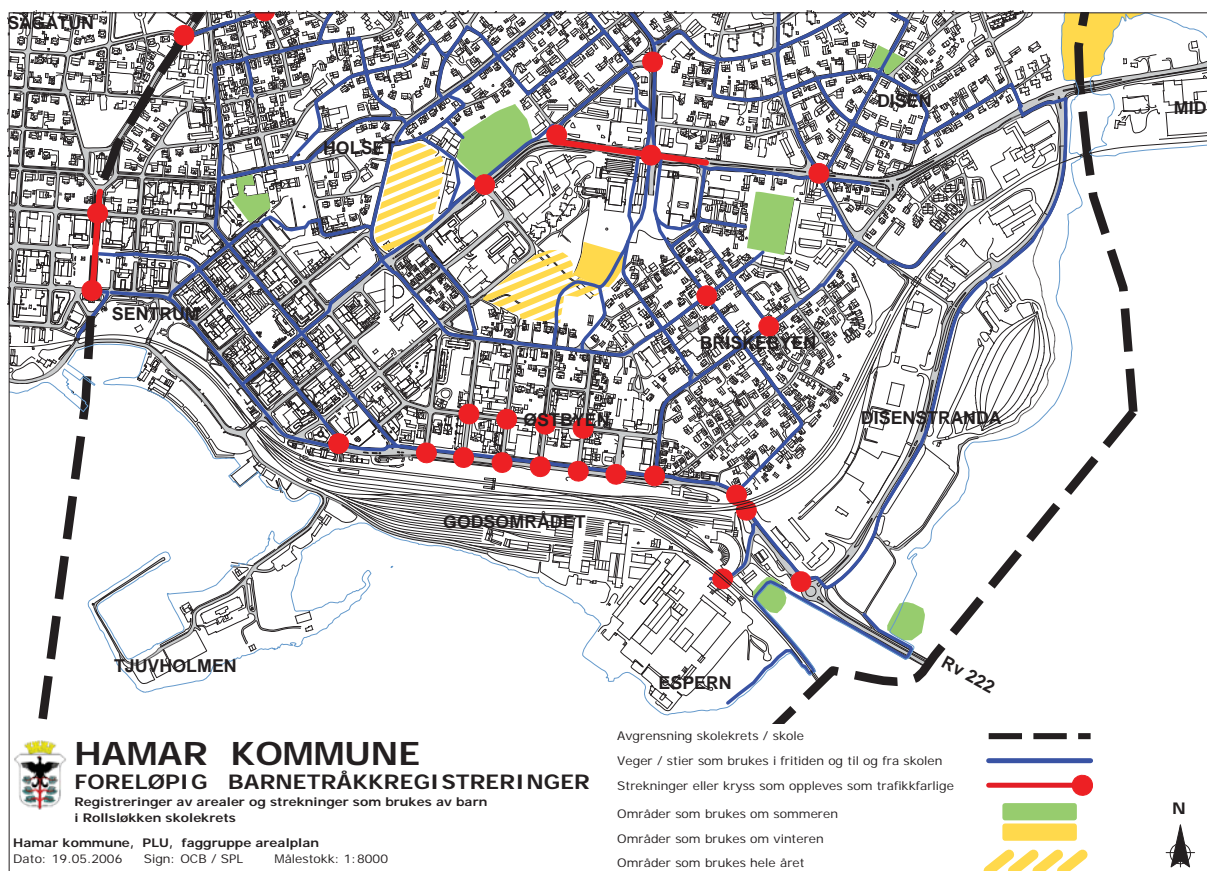 SAGATUN
DISEN
MID
HOLSET
SENTRUM
BRISKEBYEN
ØSTBYEN
DISENSTRANDA
GODSOMRÅDET
TJUVHOLMEN
ESPERN
Rv 222
HAMAR KOMMUNE
FORELØPIG BARNETRÅKKREGISTRERINGER
Registreringer av arealer og strekninger som brukes av barn
i Rollsløkken skolekrets
Hamar kommune, PLU, faggruppe arealplan
Dato: 19.05.2006 Sign: OCB / SPL Målestokk: 1:8000
Avgrensning skolekrets / skole
Veger / stier som brukes i fritiden og til og fra skolen
Strekninger eller kryss som oppleves som trafikkfarlige
Områder som brukes om sommeren
Områder som brukes om vinteren
Områder som brukes hele året
N